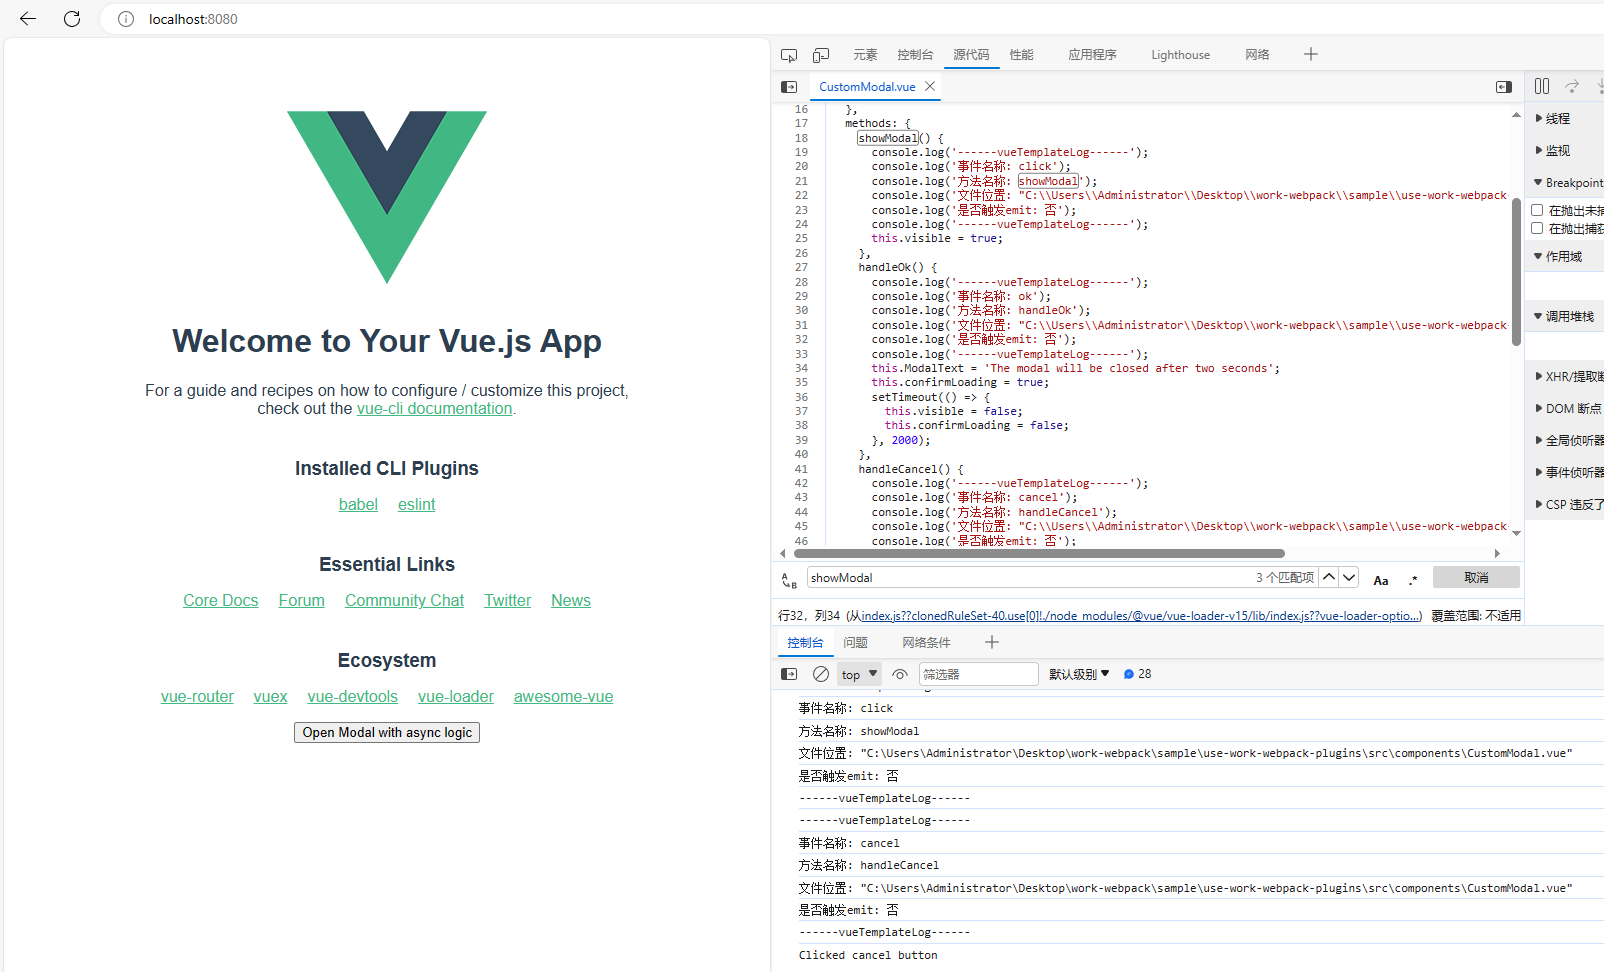 localhost:8080
Welcome to Your Vue.js App
For a guide and recipes on how to configure / customize this project,
check out the vue-cli documentation.
Installed CLI Plugins
babel eslint
Essential Links
Core Docs Forum Community Chat Twitter News
Ecosystem
vue-router vuex vue-devtools vue-loader awesome-vue
Open Modal with async logic
元素 控制台 源代码 性能 应用程序 Lighthouse 网络
CustomModal.vue
16 },
17 methods: {
18 showModal() {
19 console.log('------vueTemplateLog------');
20 console.log('事件名称: click');
21 console.log('方法名称: showModal');
22 console.log('文件位置: "C:\\Users\\Administrator\\Desktop\\work-webpack\\sample\\use-work-webpack-
23 console.log('是否触发emit: 否');
24 console.log('------vueTemplateLog------');
25 this.visible = true;
26 },
27 handleOk() {
28 console.log('------vueTemplateLog------');
29 console.log('事件名称: ok');
30 console.log('方法名称: handleOk');
31 console.log('文件位置: "C:\\Users\\Administrator\\Desktop\\work-webpack\\sample\\use-work-webpack-
32 console.log('是否触发emit: 否');
33 console.log('------vueTemplateLog------');
34 this.ModalText = 'The modal will be closed after two seconds';
35 this.confirmLoading = true;
36 setTimeout(() => {
37 this.visible = false;
38 this.confirmLoading = false;
39 }, 2000);
40 },
41 handleCancel() {
42 console.log('------vueTemplateLog------');
43 console.log('事件名称: cancel');
44 console.log('方法名称: handleCancel');
45 console.log('文件位置: "C:\\Users\\Administrator\\Desktop\\work-webpack\\sample\\use-work-webpack-
46 console.log('是否触发emit: 否');
showModal 3 个匹配项 Aa .* 取消
行32，列34 (从index.js??clonedRuleSet-40.use[0]!./node_modules/@vue/vue-loader-v15/lib/index.js??vue-loader-optio...) 覆盖范围: 不适用
线程
监视
Breakpoint
在抛出未捕
在抛出捕获
作用域
调用堆栈
XHR/提取断
DOM 断点
全局侦听器
事件侦听器
CSP 违反了
控制台 问题 网络条件
top 筛选器 默认级别 28
事件名称: click
方法名称: showModal
文件位置: "C:\Users\Administrator\Desktop\work-webpack\sample\use-work-webpack-plugins\src\components\CustomModal.vue"
是否触发emit: 否
------vueTemplateLog------
------vueTemplateLog------
事件名称: cancel
方法名称: handleCancel
文件位置: "C:\Users\Administrator\Desktop\work-webpack\sample\use-work-webpack-plugins\src\components\CustomModal.vue"
是否触发emit: 否
------vueTemplateLog------
Clicked cancel button